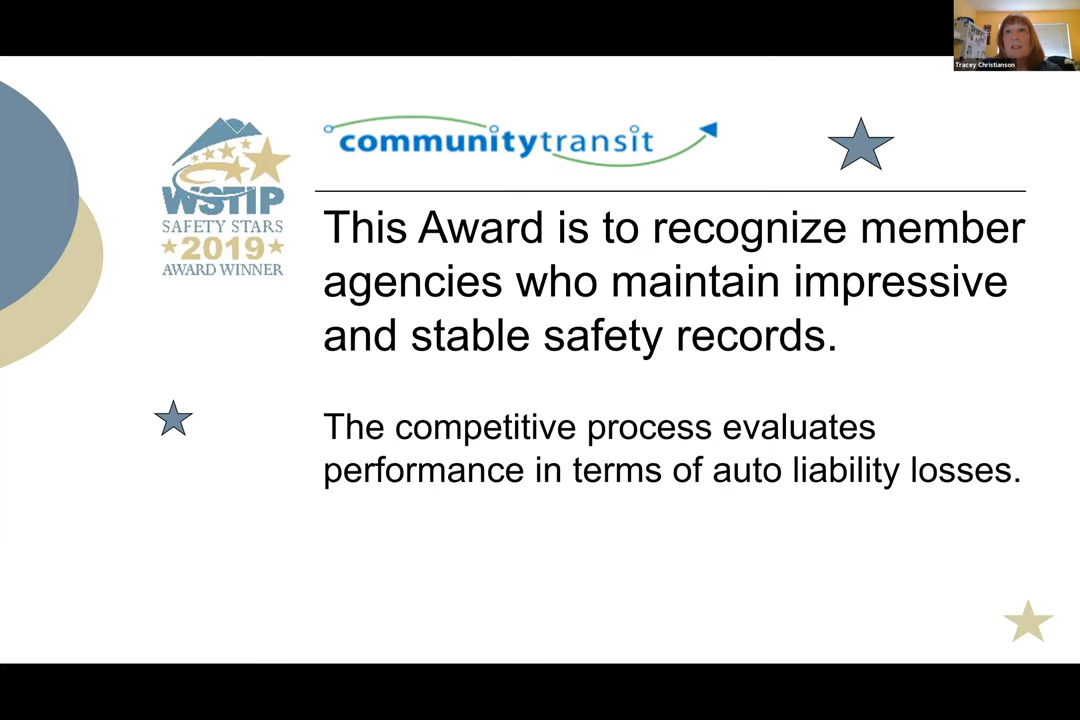 Tracey Christianson
communitytransit
WSTIP
SAFETY STARS
2019
AWARD WINNER
This Award is to recognize member
agencies who maintain impressive
and stable safety records.
The competitive process evaluates
performance in terms of auto liability losses.